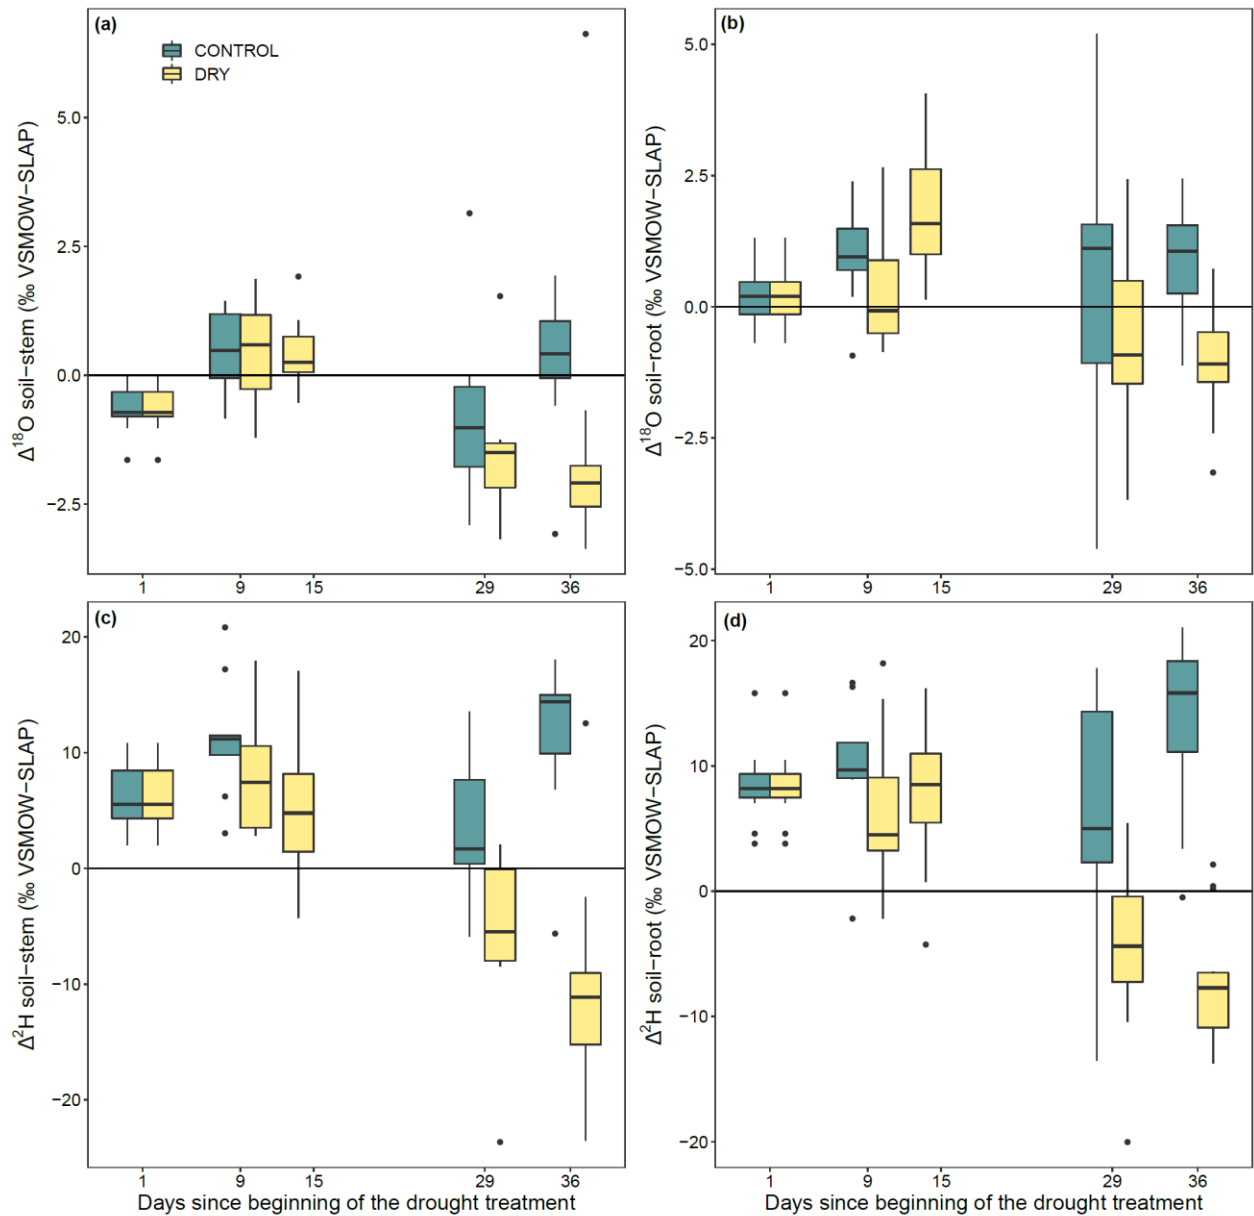 (a)
CONTROL
DRY
5.0
2.5
0.0
−2.5
Δ¹⁸O soil−stem (‰ VSMOW−SLAP)
1 9 15 29 36
(b)
5.0
2.5
0.0
−2.5
−5.0
Δ¹⁸O soil−root (‰ VSMOW−SLAP)
1 9 15 29 36
(c)
20
10
0
−10
−20
Δ²H soil−stem (‰ VSMOW−SLAP)
1 9 15 29 36
Days since beginning of the drought treatment
(d)
20
10
0
−10
−20
Δ²H soil−root (‰ VSMOW−SLAP)
1 9 15 29 36
Days since beginning of the drought treatment